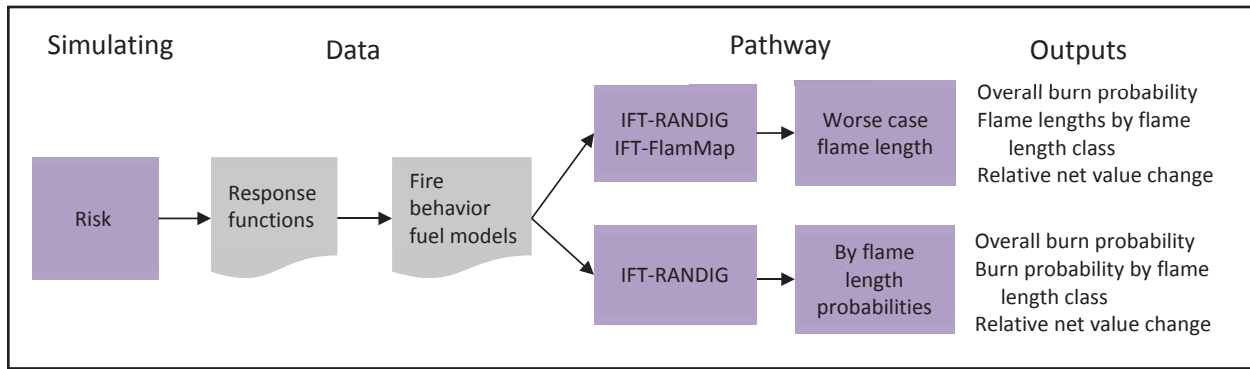 Simulating
Data
Pathway
Outputs
Risk
Response
functions
Fire
behavior
fuel models
IFT-RANDIG
IFT-FlamMap
Worse case
flame length
Overall burn probability
Flame lengths by flame
length class
Relative net value change
IFT-RANDIG
By flame
length
probabilities
Overall burn probability
Burn probability by flame
length class
Relative net value change